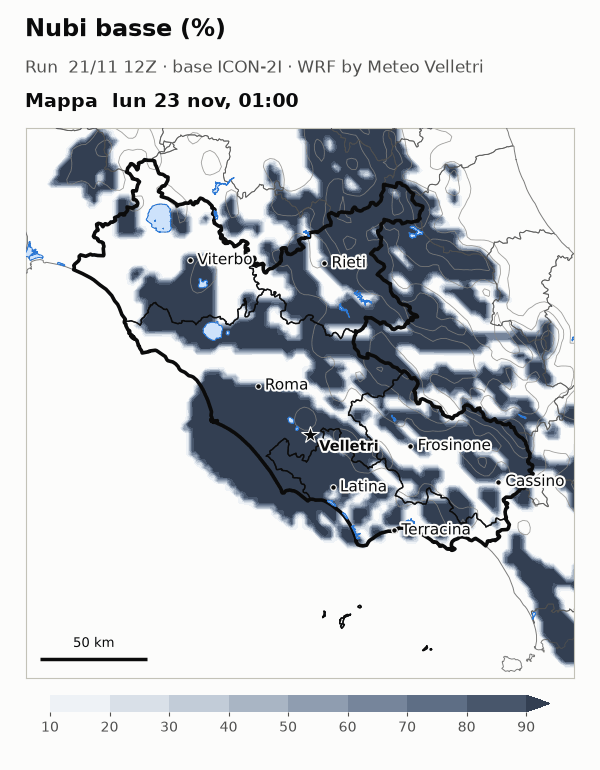 Nubi basse (%)
Run  21/11 12Z · base ICON-2I · WRF by Meteo Velletri
Mappa  lun 23 nov, 01:00
Viterbo
Rieti
Roma
Velletri
Frosinone
Latina
Cassino
Terracina
50 km
10 20 30 40 50 60 70 80 90